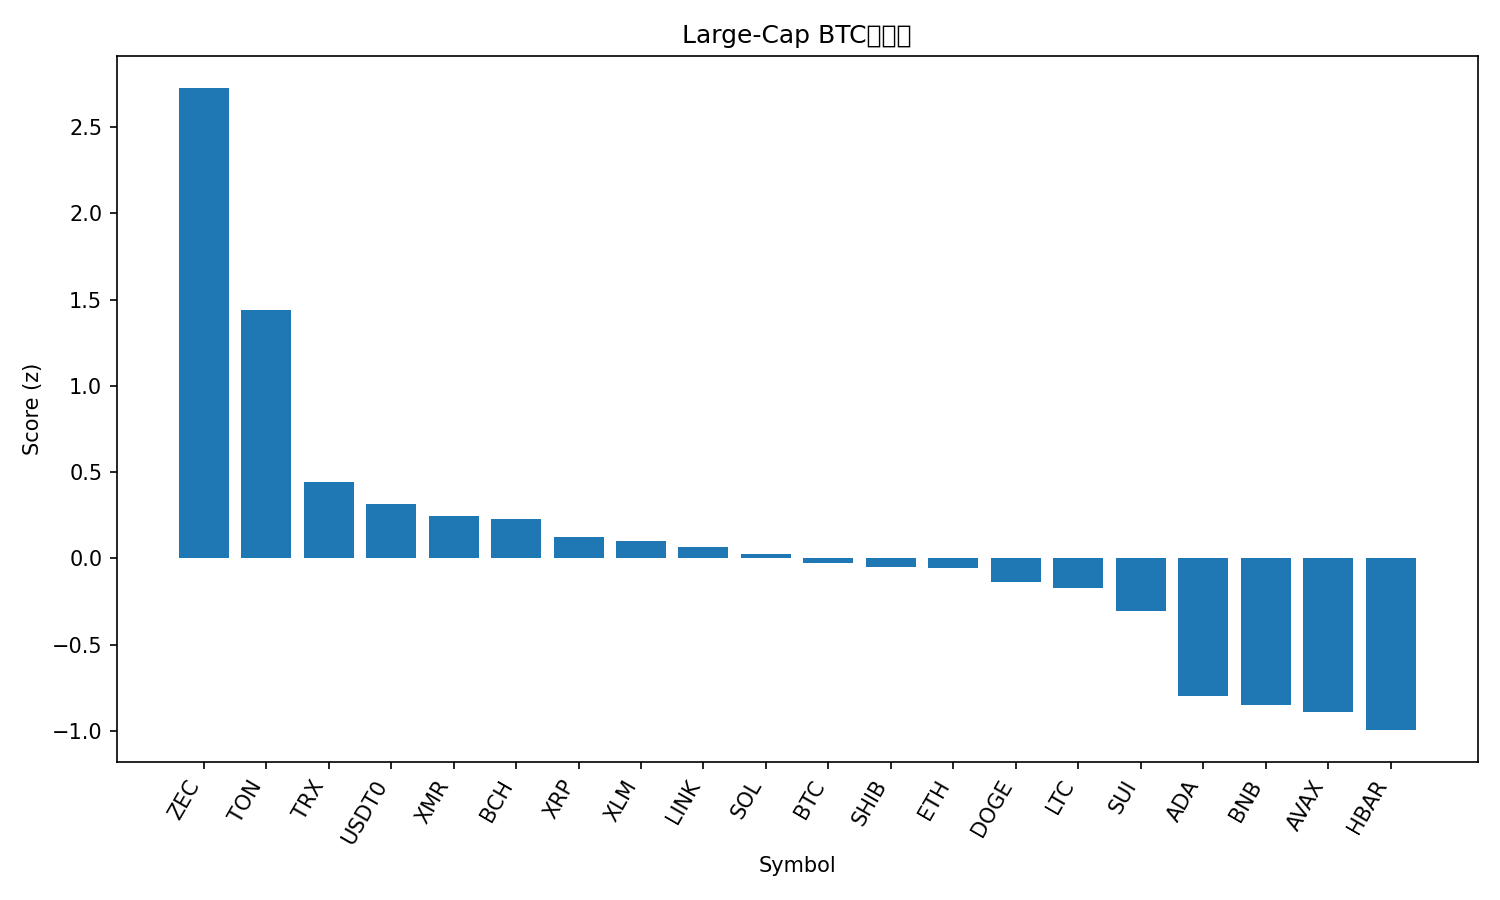 Large-Cap BTC
Score (z)
2.5
2.0
1.5
1.0
0.5
0.0
−0.5
−1.0
ZEC
TON
TRX
USDT0
XMR
BCH
XRP
XLM
LINK
SOL
BTC
SHIB
ETH
DOGE
LTC
SUI
ADA
BNB
AVAX
HBAR
Symbol